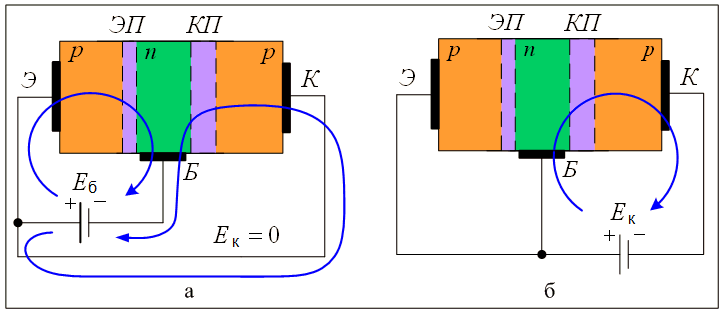 ЭП КП
p n p
Э К
Б
Eб
+ −
Eк = 0
а
ЭП КП
p n p
Э К
Б
Eк
+ −
б